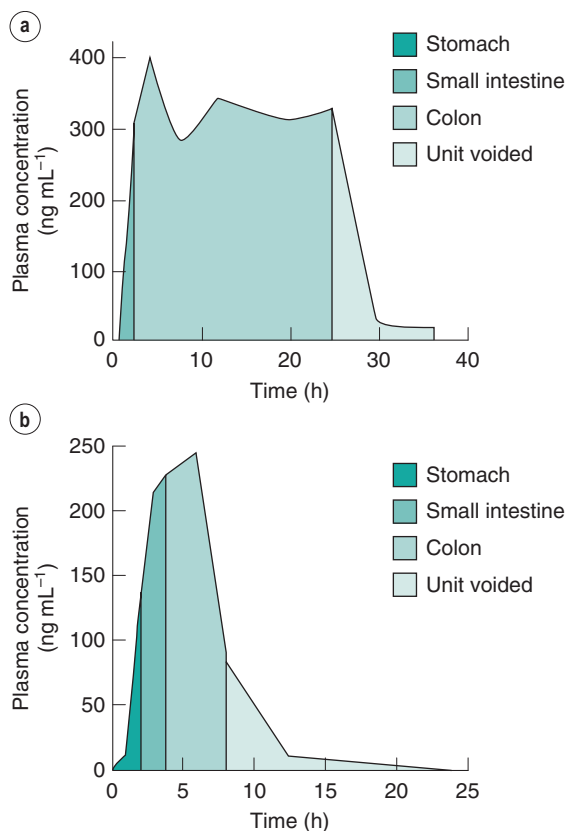 a
Plasma concentration
(ng mL⁻¹)
400
300
200
100
0
0 10 20 30 40
Time (h)
Stomach
Small intestine
Colon
Unit voided
b
Plasma concentration
(ng mL⁻¹)
250
200
150
100
50
0
0 5 10 15 20 25
Time (h)
Stomach
Small intestine
Colon
Unit voided